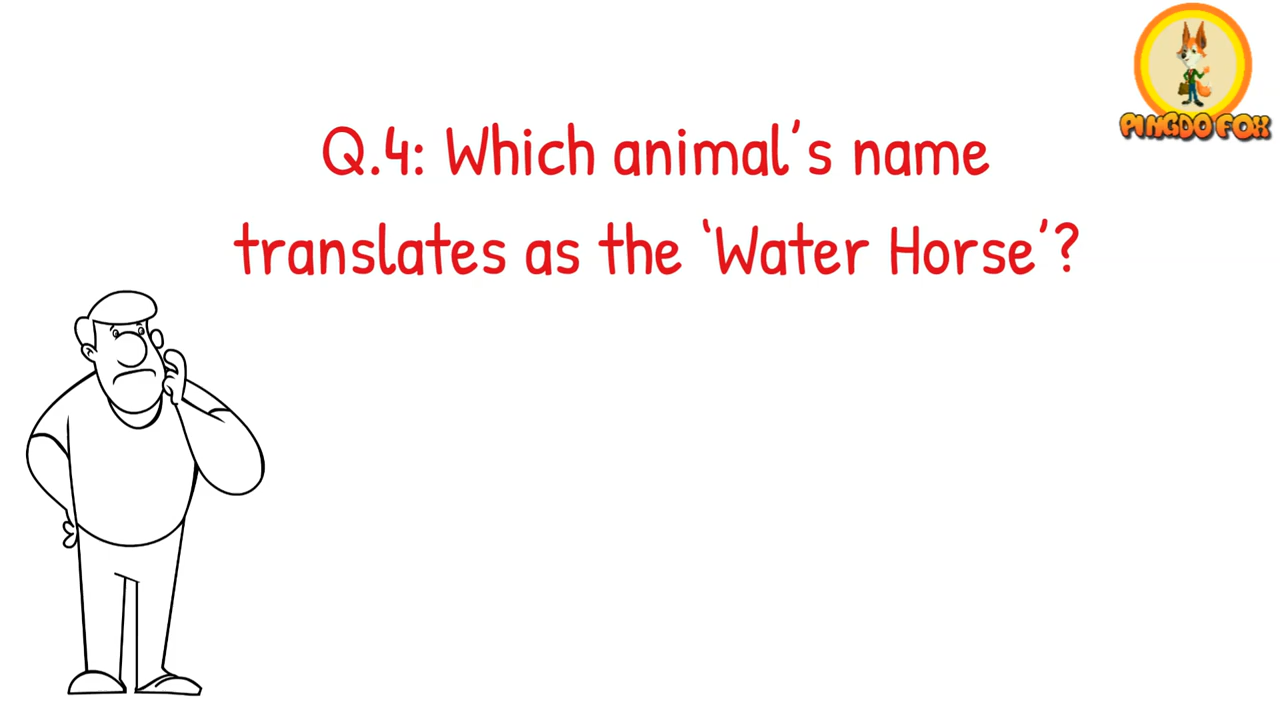 PINGDO FOX
Q.4: Which animal's name
translates as the ‘Water Horse’?